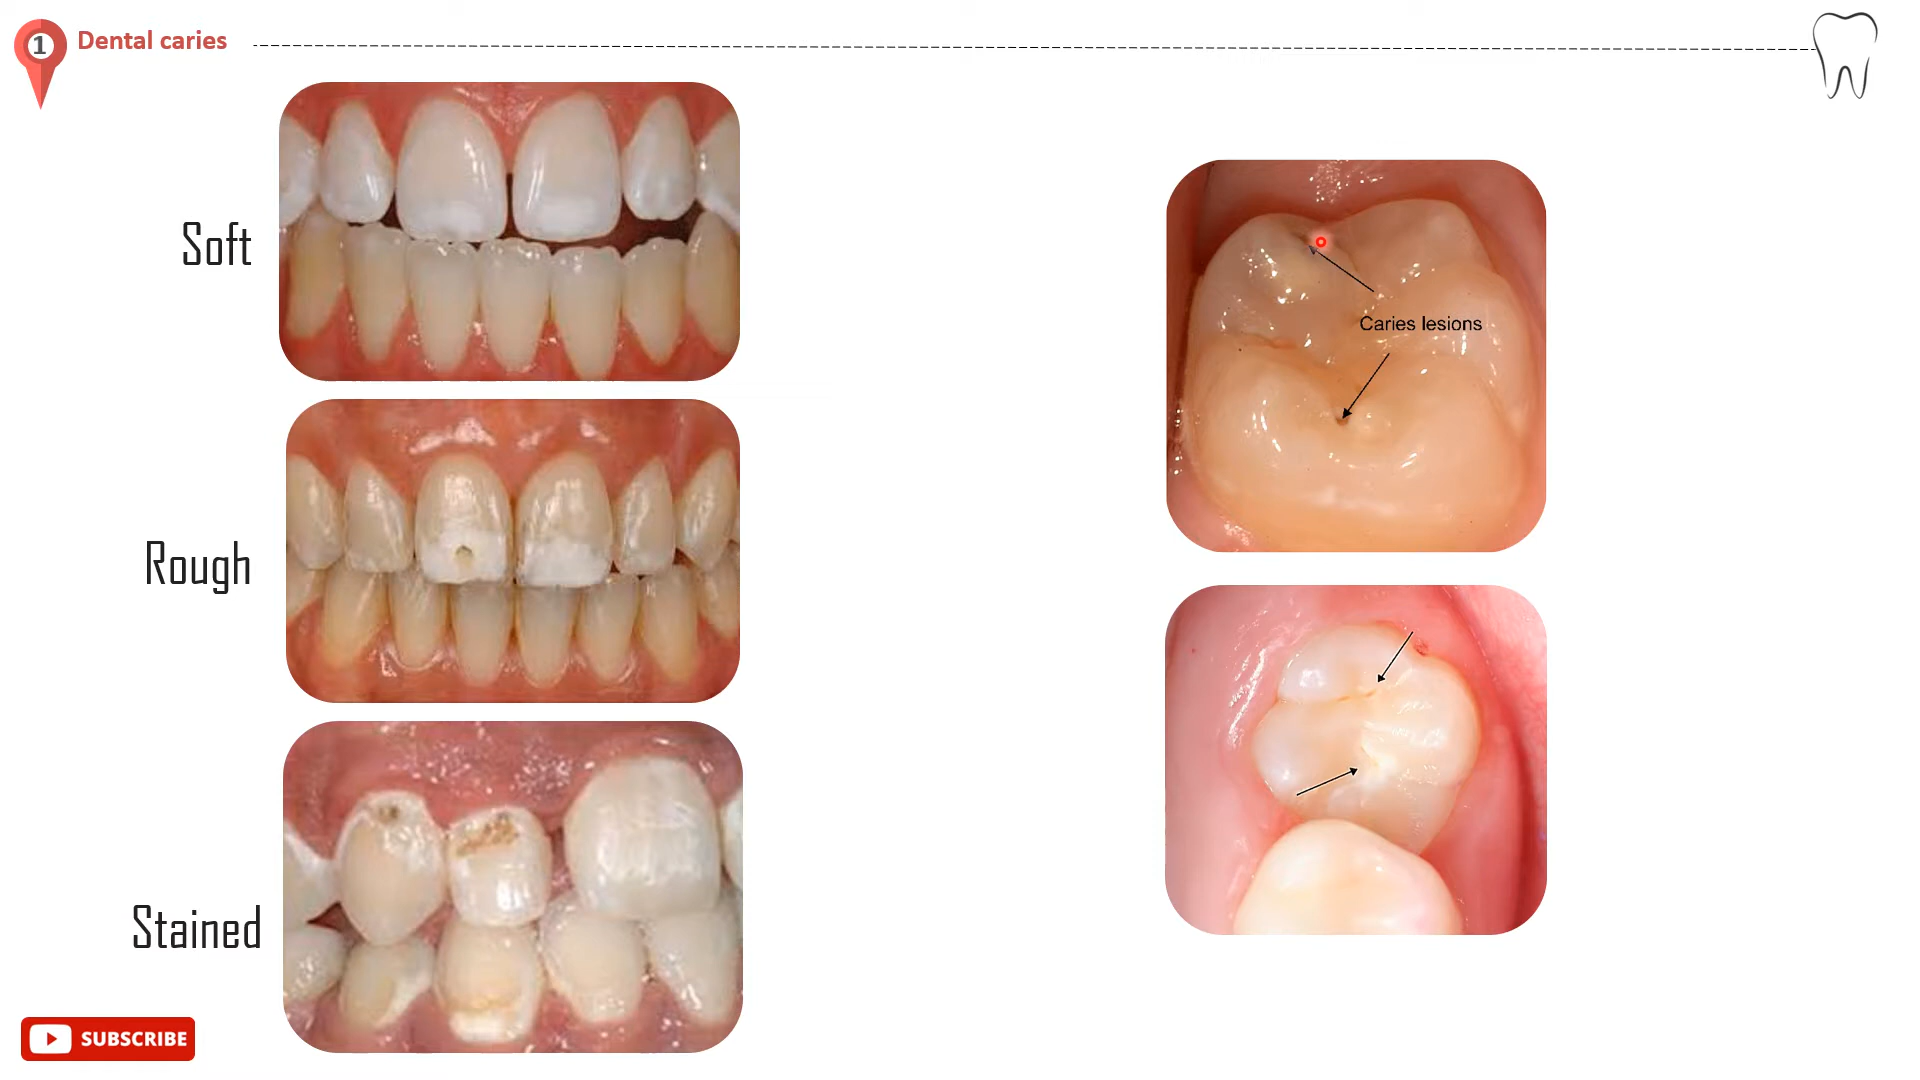 1
Dental caries
Soft
Rough
Stained
Caries lesions
SUBSCRIBE